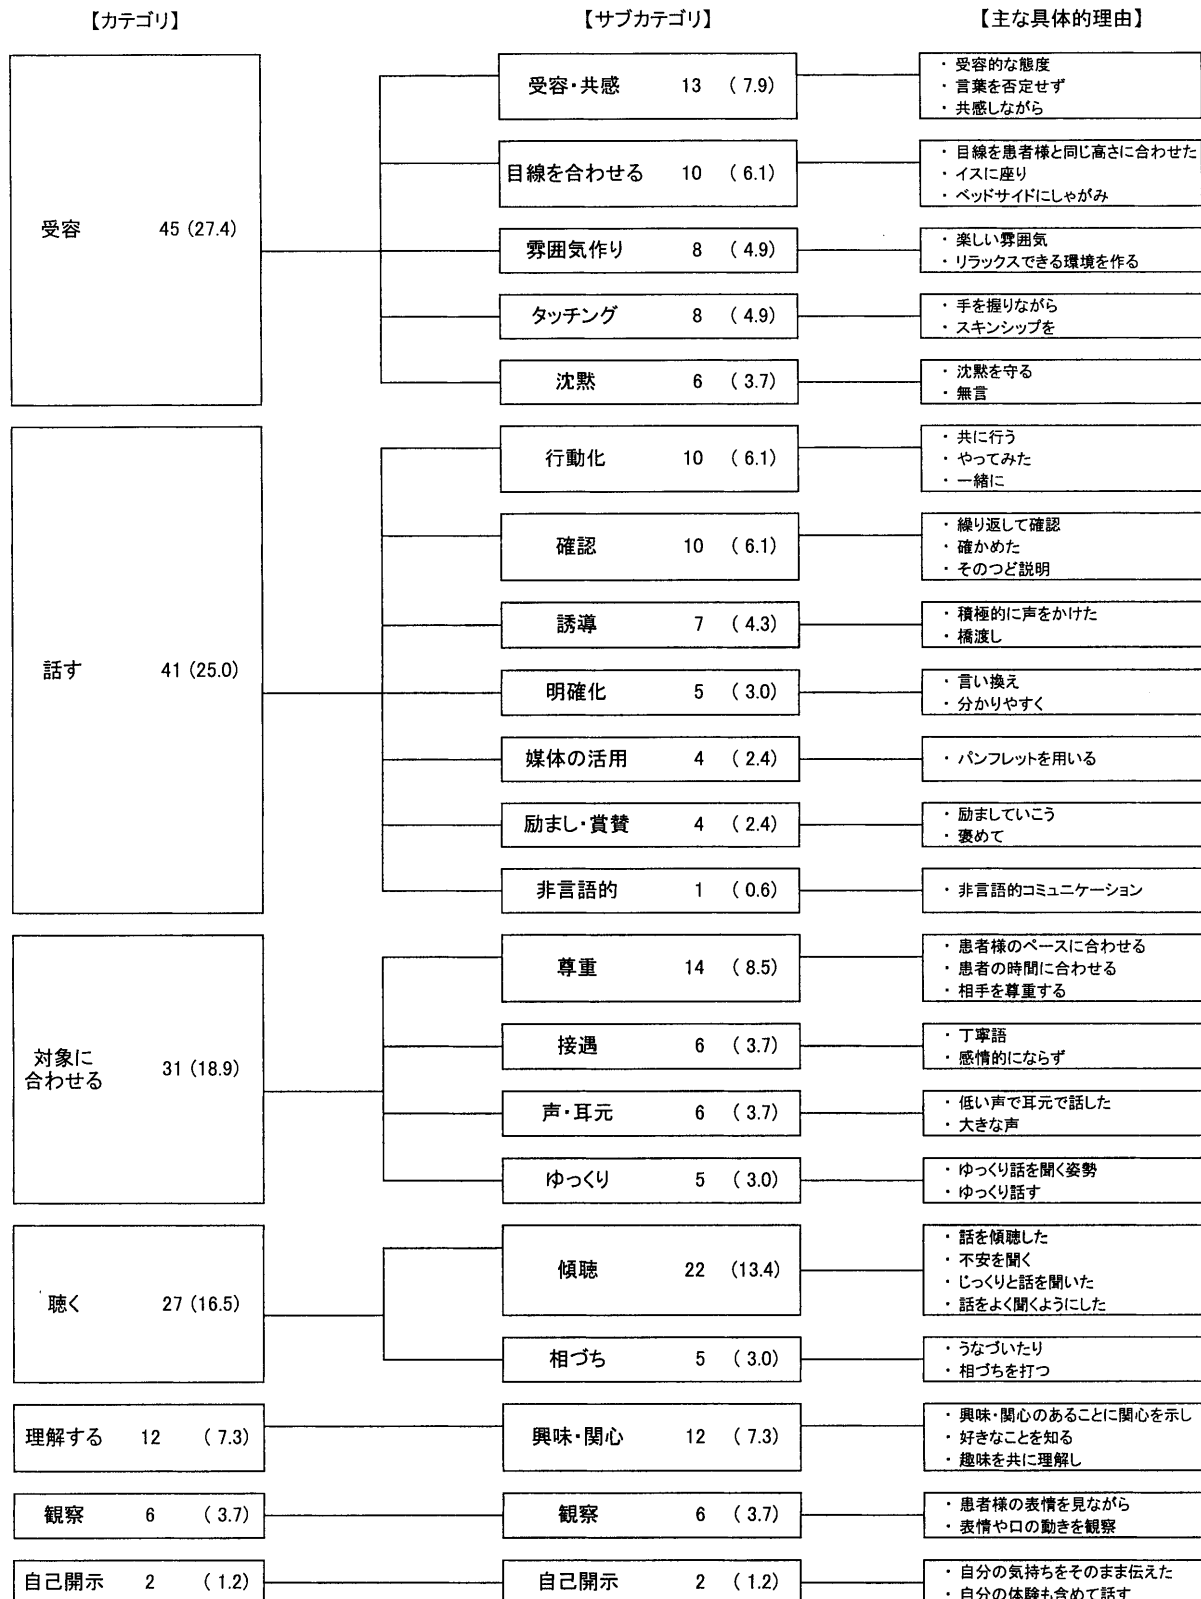 【カテゴリ】 【サブカテゴリ】 【主な具体的理由】
受容 45 (27.4)
受容・共感 13 ( 7.9)
・ 受容的な態度
・ 言葉を否定せず
・ 共感しながら
目線を合わせる 10 ( 6.1)
・ 目線を患者様と同じ高さに合わせた
・ イスに座り
・ ベッドサイドにしゃがみ
雰囲気作り 8 ( 4.9)
・ 楽しい雰囲気
・ リラックスできる環境を作る
タッチング 8 ( 4.9)
・ 手を握りながら
・ スキンシップを
沈黙 6 ( 3.7)
・ 沈黙を守る
・ 無言
話す 41 (25.0)
行動化 10 ( 6.1)
・ 共に行う
・ やってみた
・ 一緒に
確認 10 ( 6.1)
・ 繰り返して確認
・ 確かめた
・ そのつど説明
誘導 7 ( 4.3)
・ 積極的に声をかけた
・ 橋渡し
明確化 5 ( 3.0)
・ 言い換え
・ 分かりやすく
媒体の活用 4 ( 2.4)
・ パンフレットを用いる
励まし・賞賛 4 ( 2.4)
・ 励ましていこう
・ 褒めて
非言語的 1 ( 0.6)
・ 非言語的コミュニケーション
対象に
合わせる 31 (18.9)
尊重 14 ( 8.5)
・ 患者様のペースに合わせる
・ 患者の時間に合わせる
・ 相手を尊重する
接遇 6 ( 3.7)
・ 丁寧語
・ 感情的にならず
声・耳元 6 ( 3.7)
・ 低い声で耳元で話した
・ 大きな声
ゆっくり 5 ( 3.0)
・ ゆっくり話を聞く姿勢
・ ゆっくり話す
聴く 27 (16.5)
傾聴 22 (13.4)
・ 話を傾聴した
・ 不安を聞く
・ じっくりと話を聞いた
・ 話をよく聞くようにした
相づち 5 ( 3.0)
・ うなづいたり
・ 相づちを打つ
理解する 12 ( 7.3)
興味・関心 12 ( 7.3)
・ 興味・関心のあることに関心を示し
・ 好きなことを知る
・ 趣味を共に理解し
観察 6 ( 3.7)
観察 6 ( 3.7)
・ 患者様の表情を見ながら
・ 表情や口の動きを観察
自己開示 2 ( 1.2)
自己開示 2 ( 1.2)
・ 自分の気持ちをそのまま伝えた
・ 自分の体験も含めて話す